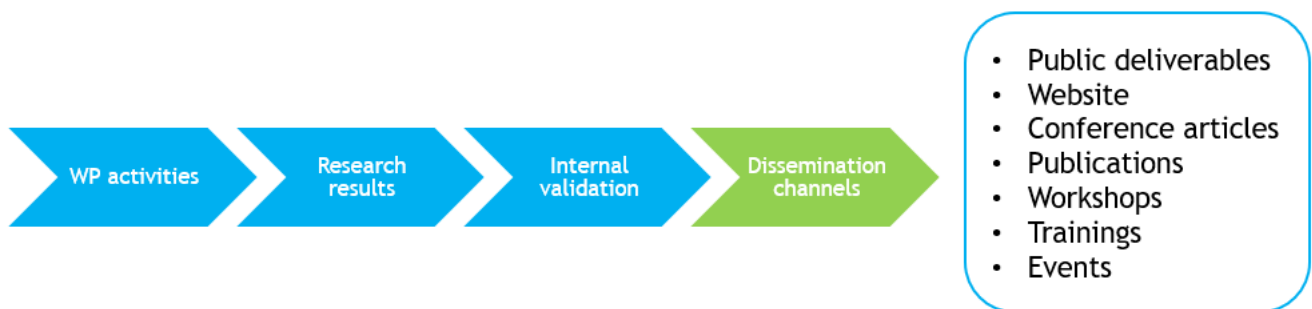 WP activities
Research
results
Internal
validation
Dissemination
channels
• Public deliverables
• Website
• Conference articles
• Publications
• Workshops
• Trainings
• Events